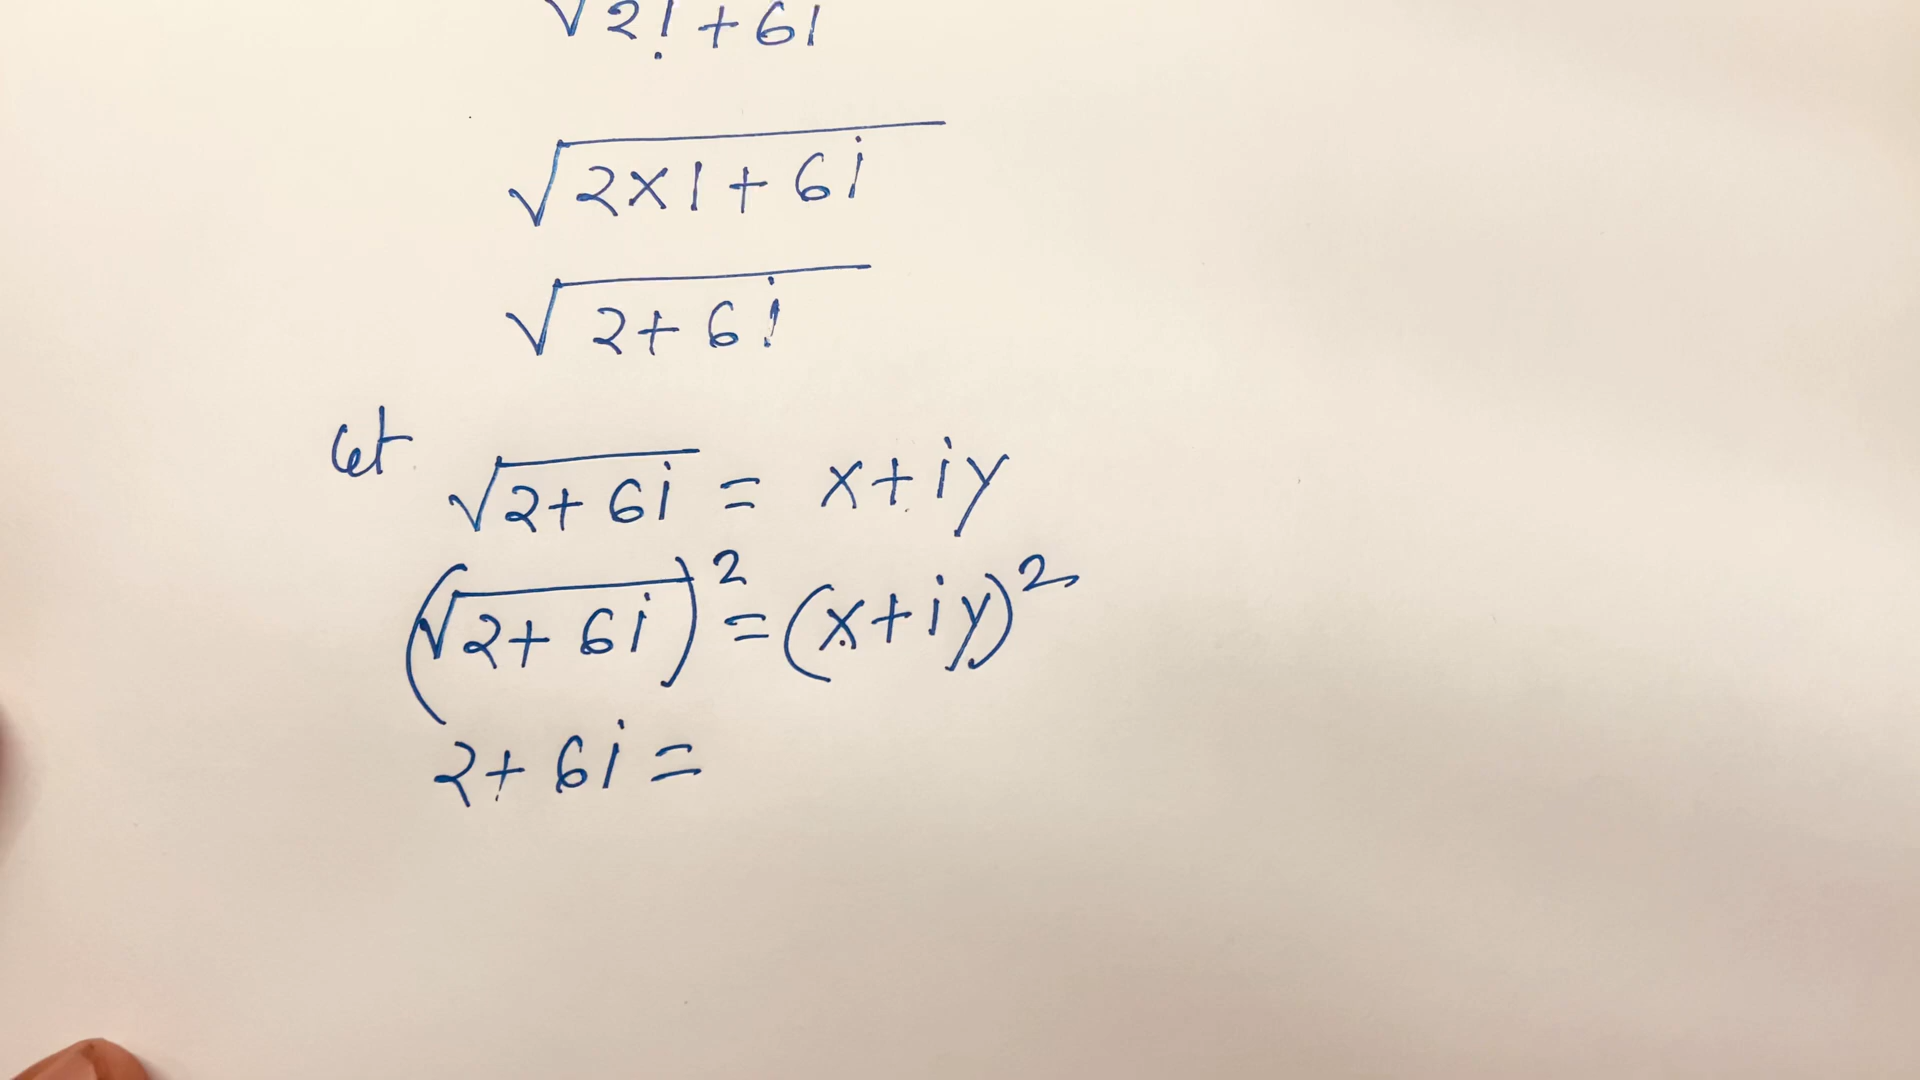 √2! + 6i
√2×1 + 6i
√2 + 6i
let √2 + 6i = x + iy
(√2 + 6i)² = (x + iy)²
2 + 6i =